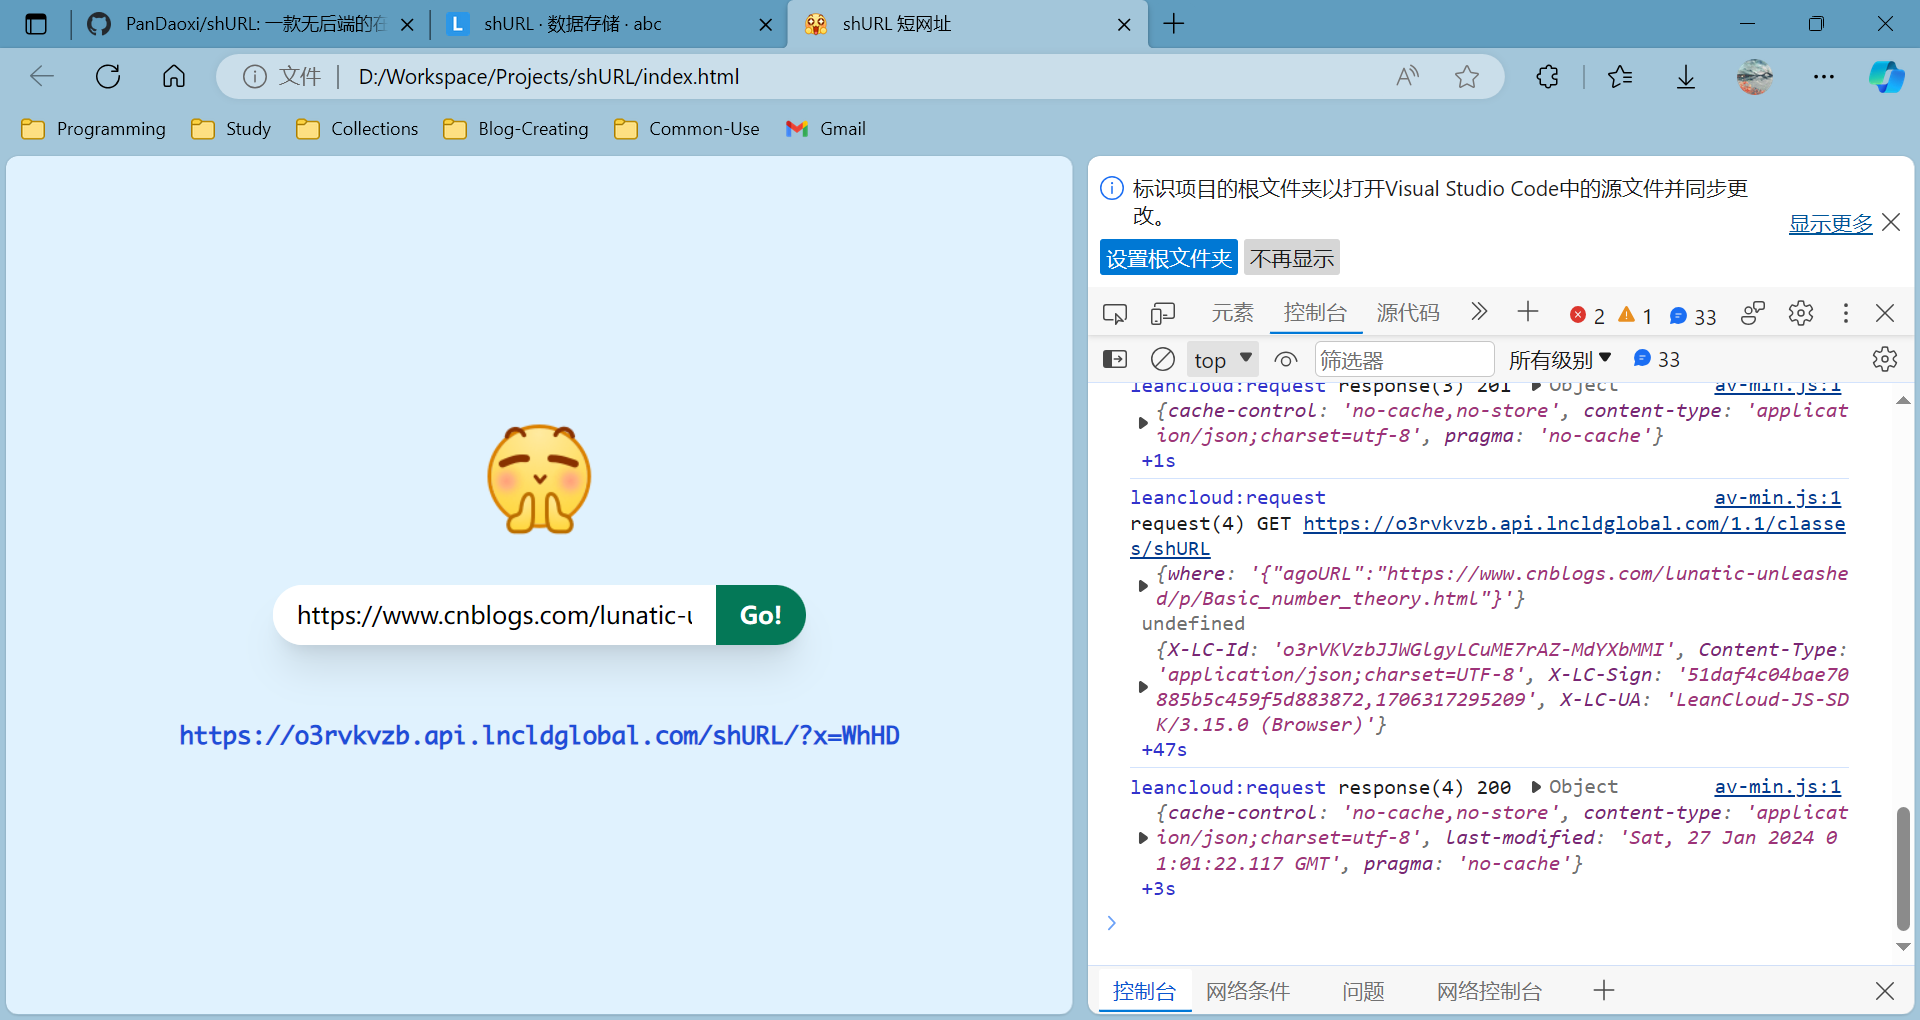 PanDaoxi/shURL: 一款无后端的在
shURL · 数据存储 · abc
shURL 短网址
文件
D:/Workspace/Projects/shURL/index.html
Programming
Study
Collections
Blog-Creating
Common-Use
Gmail
https://www.cnblogs.com/lunatic-u
Go!
https://o3rvkvzb.api.lncldglobal.com/shURL/?x=WhHD
标识项目的根文件夹以打开Visual Studio Code中的源文件并同步更
改。
显示更多
设置根文件夹 不再显示
元素 控制台 源代码 2 1 33
top 筛选器 所有级别 33
leancloud:request response(3) 201 Object av-min.js:1
{cache-control: 'no-cache,no-store', content-type: 'applicat
ion/json;charset=utf-8', pragma: 'no-cache'}
+1s
leancloud:request av-min.js:1
request(4) GET https://o3rvkvzb.api.lncldglobal.com/1.1/classe
s/shURL
{where: '{"agoURL":"https://www.cnblogs.com/lunatic-unleashe
d/p/Basic_number_theory.html"}'}
undefined
{X-LC-Id: 'o3rVKVzbJJWGlgyLCuME7rAZ-MdYXbMMI', Content-Type:
'application/json;charset=UTF-8', X-LC-Sign: '51daf4c04bae70
885b5c459f5d883872,1706317295209', X-LC-UA: 'LeanCloud-JS-SD
K/3.15.0 (Browser)'}
+47s
leancloud:request response(4) 200 Object av-min.js:1
{cache-control: 'no-cache,no-store', content-type: 'applicat
ion/json;charset=utf-8', last-modified: 'Sat, 27 Jan 2024 0
1:01:22.117 GMT', pragma: 'no-cache'}
+3s
控制台 网络条件 问题 网络控制台